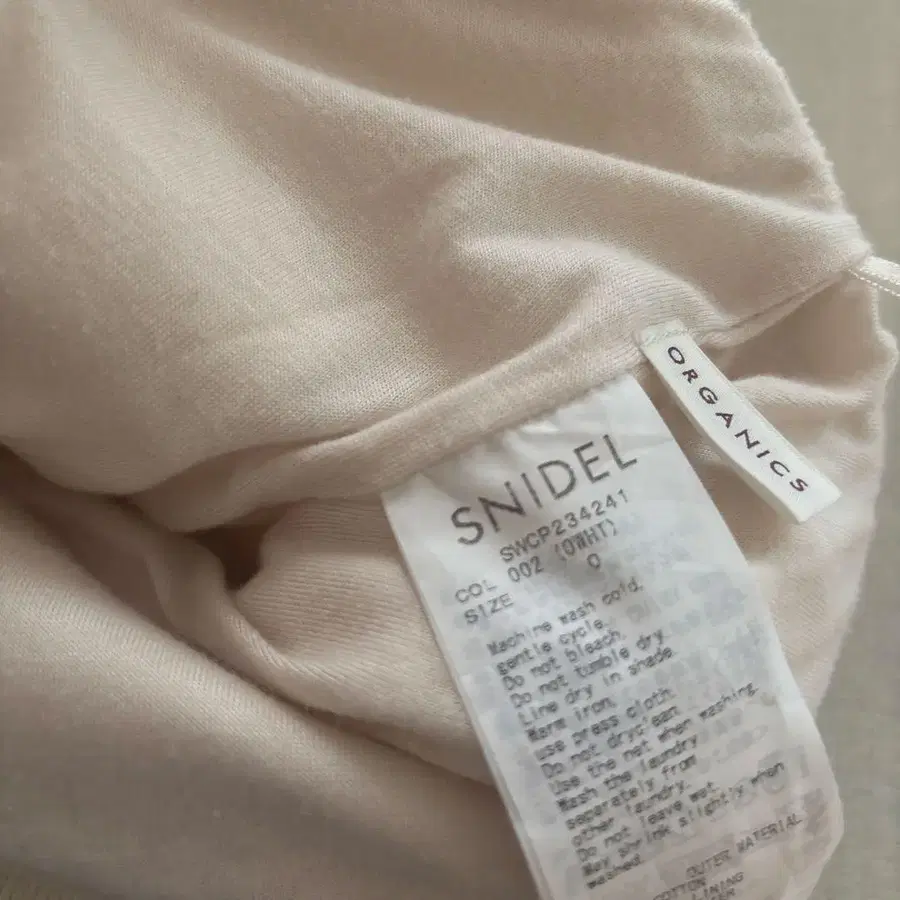 ORGANICS
SNIDEL
SWCP234241
COL 002 (OWHT)
SIZE 0
Machine wash cold,
gentle cycle.
Do not bleach.
Do not tumble dry.
Line dry in shade.
Warm iron.
use press cloth.
Do not dryclean.
Use the net when washing.
Wash the laundry
separately from
other laundry.
Do not leave wet.
May shrink slightly when
washed.
OUTER MATERIAL
COTTON
LINING